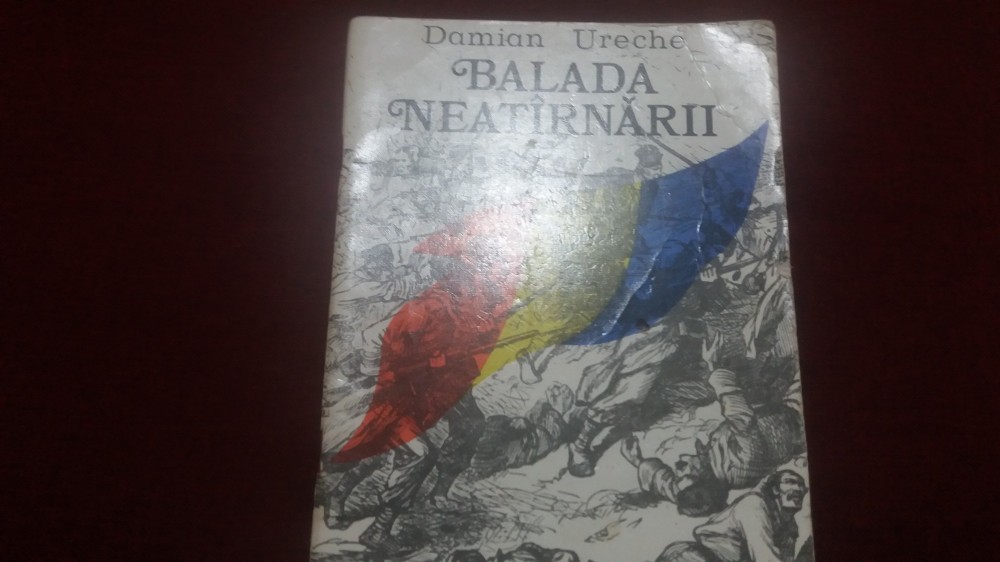 Damian Ureche
BALADA
NEATÎRNĂRII